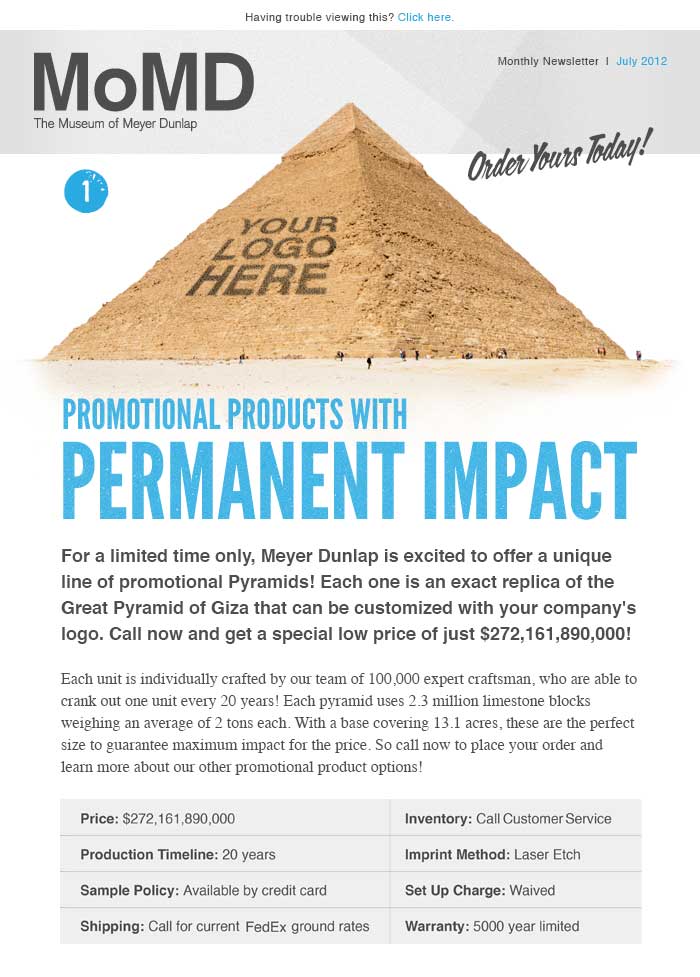 Having trouble viewing this? Click here.
Monthly Newsletter | July 2012
MoMD
The Museum of Meyer Dunlap
Order Yours Today!
1
YOUR
LOGO
HERE
PROMOTIONAL PRODUCTS WITH
PERMANENT IMPACT
For a limited time only, Meyer Dunlap is excited to offer a unique
line of promotional Pyramids! Each one is an exact replica of the
Great Pyramid of Giza that can be customized with your company's
logo. Call now and get a special low price of just $272,161,890,000!
Each unit is individually crafted by our team of 100,000 expert craftsman, who are able to
crank out one unit every 20 years! Each pyramid uses 2.3 million limestone blocks
weighing an average of 2 tons each. With a base covering 13.1 acres, these are the perfect
size to guarantee maximum impact for the price. So call now to place your order and
learn more about our other promotional product options!
Price: $272,161,890,000
Inventory: Call Customer Service
Production Timeline: 20 years
Imprint Method: Laser Etch
Sample Policy: Available by credit card
Set Up Charge: Waived
Shipping: Call for current FedEx ground rates
Warranty: 5000 year limited